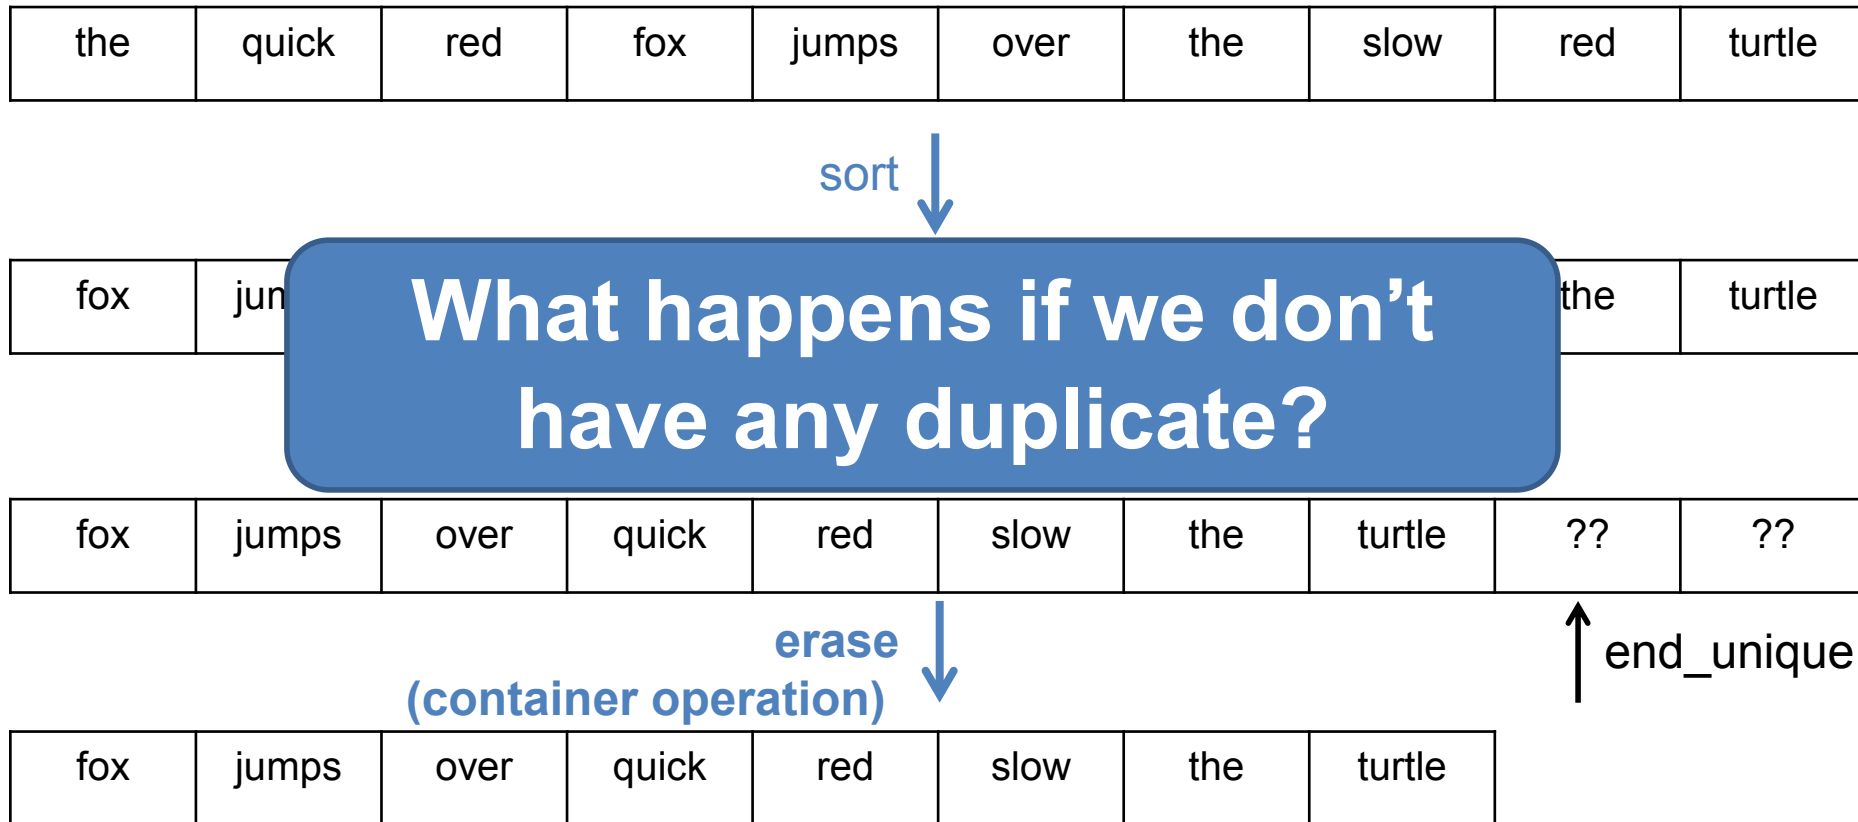 the quick red fox jumps over the slow red turtle
sort
fox the turtle
What happens if we don’t
have any duplicate?
fox jumps over quick red slow the turtle ?? ??
erase
(container operation)
end_unique
fox jumps over quick red slow the turtle